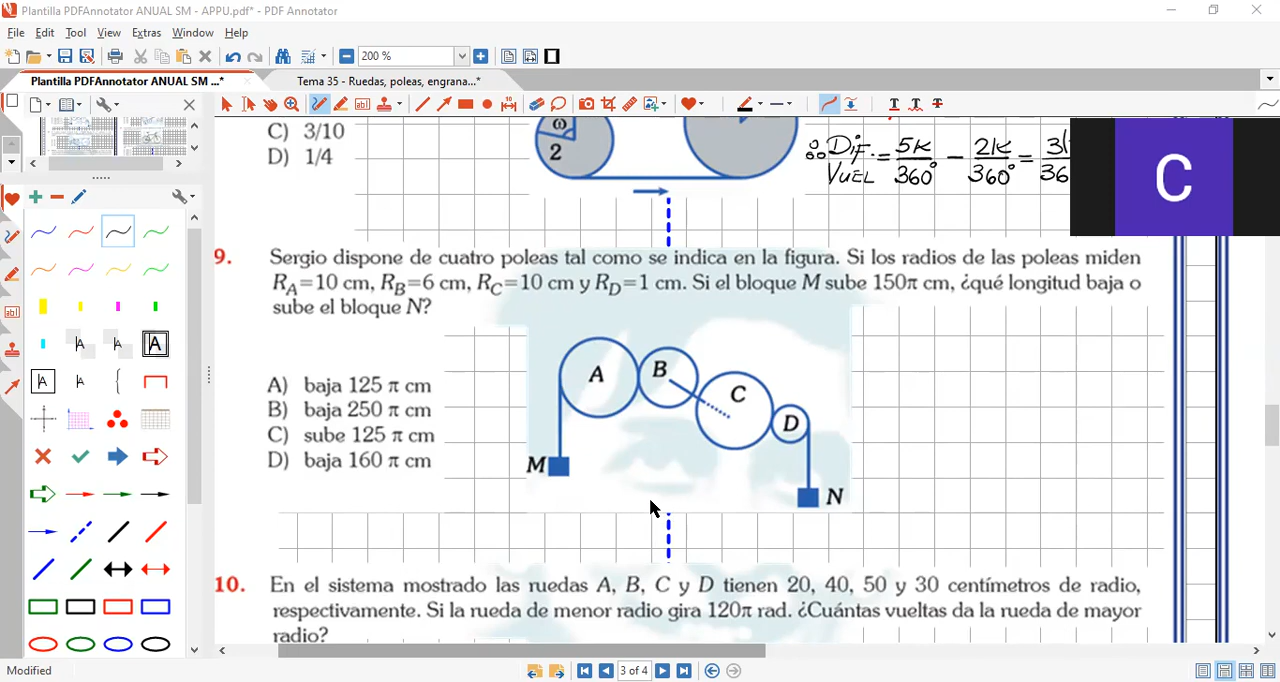 Plantilla PDFAnnotator ANUAL SM - APPU.pdf* - PDF Annotator
File Edit Tool View Extras Window Help
200 %
Plantilla PDFAnnotator ANUAL SM ...*
Tema 35 - Ruedas, poleas, engrana...*
C) 3/10
D) 1/4
ω
2
∴ Dif. VUEL = 5k/360° − 2k/360° =
C
9. Sergio dispone de cuatro poleas tal como se indica en la figura. Si los radios de las poleas miden
R_A=10 cm, R_B=6 cm, R_C=10 cm y R_D=1 cm. Si el bloque M sube 150π cm, ¿qué longitud baja o
sube el bloque N?
A) baja 125 π cm
B) baja 250 π cm
C) sube 125 π cm
D) baja 160 π cm
A
B
C
D
M
N
10. En el sistema mostrado las ruedas A, B, C y D tienen 20, 40, 50 y 30 centímetros de radio,
respectivamente. Si la rueda de menor radio gira 120π rad. ¿Cuántas vueltas da la rueda de mayor
radio?
Modified
3 of 4